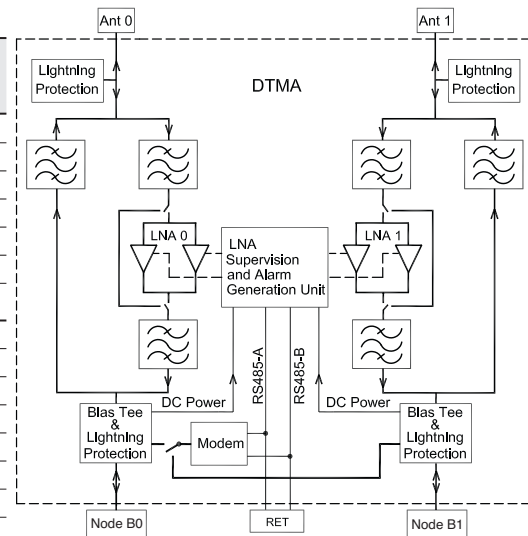 Ant 0
Ant 1
Lightning
Protection
DTMA
Lightning
Protection
LNA 0
LNA
Supervision
and Alarm
Generation Unit
LNA 1
RS485-A
RS485-B
DC Power
DC Power
Bias Tee
&
Lightning
Protection
Modem
Bias Tee
&
Lightning
Protection
Node B0
RET
Node B1